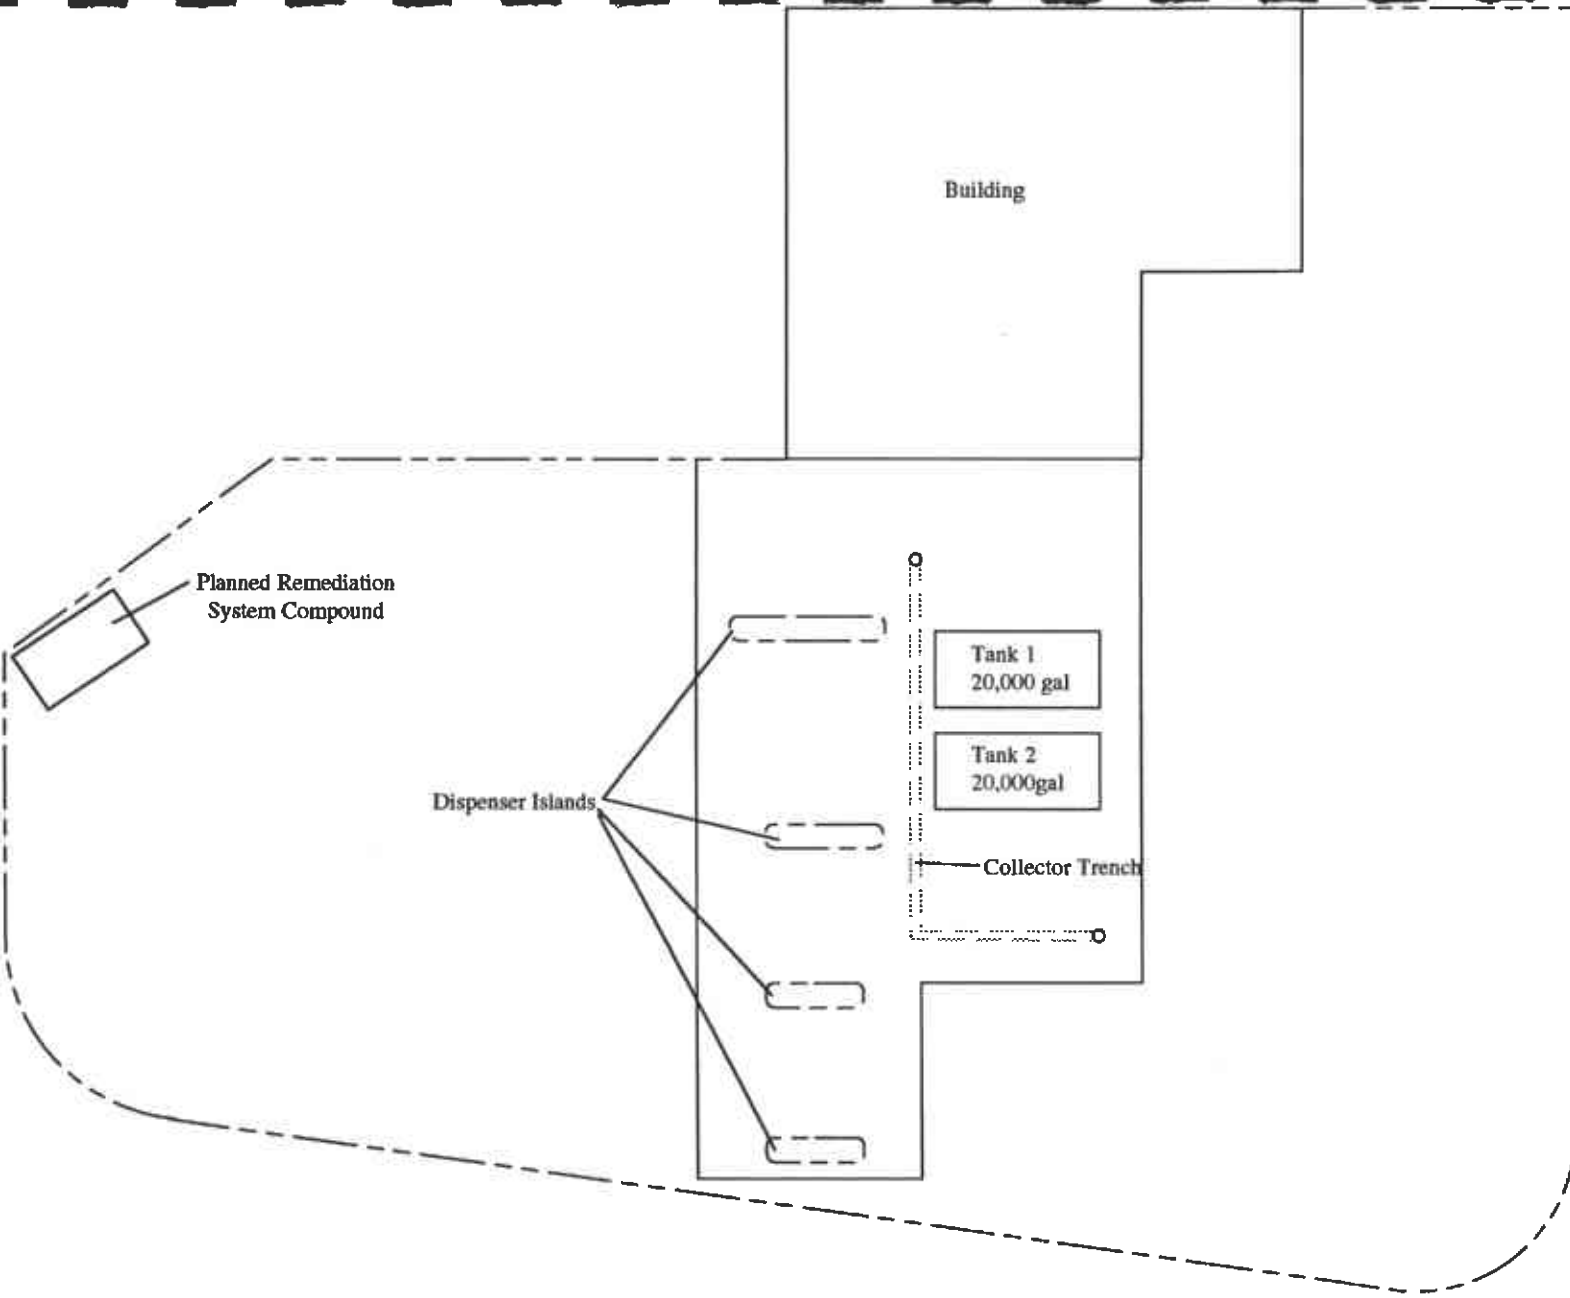 Building
Planned Remediation
System Compound
Tank 1
20,000 gal
Tank 2
20,000gal
Dispenser Islands
Collector Trench